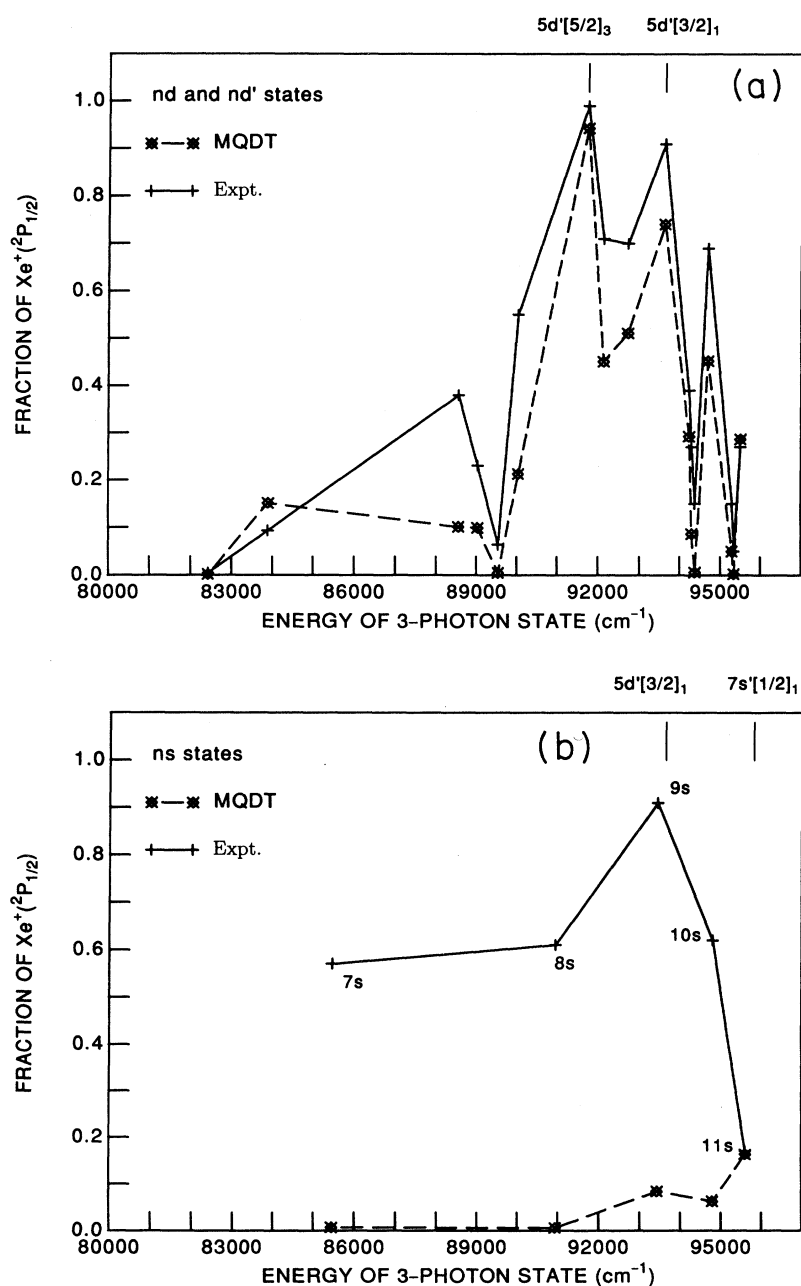 5d'[5/2]₃ 5d'[3/2]₁
(a)
nd and nd' states
MQDT
Expt.
FRACTION OF Xe⁺(²P₁/₂)
1.0
0.8
0.6
0.4
0.2
0.0
80000 83000 86000 89000 92000 95000
ENERGY OF 3–PHOTON STATE (cm⁻¹)
5d'[3/2]₁ 7s'[1/2]₁
(b)
ns states
MQDT
Expt.
FRACTION OF Xe⁺(²P₁/₂)
1.0
0.8
0.6
0.4
0.2
0.0
9s
10s
7s
8s
11s
80000 83000 86000 89000 92000 95000
ENERGY OF 3–PHOTON STATE (cm⁻¹)